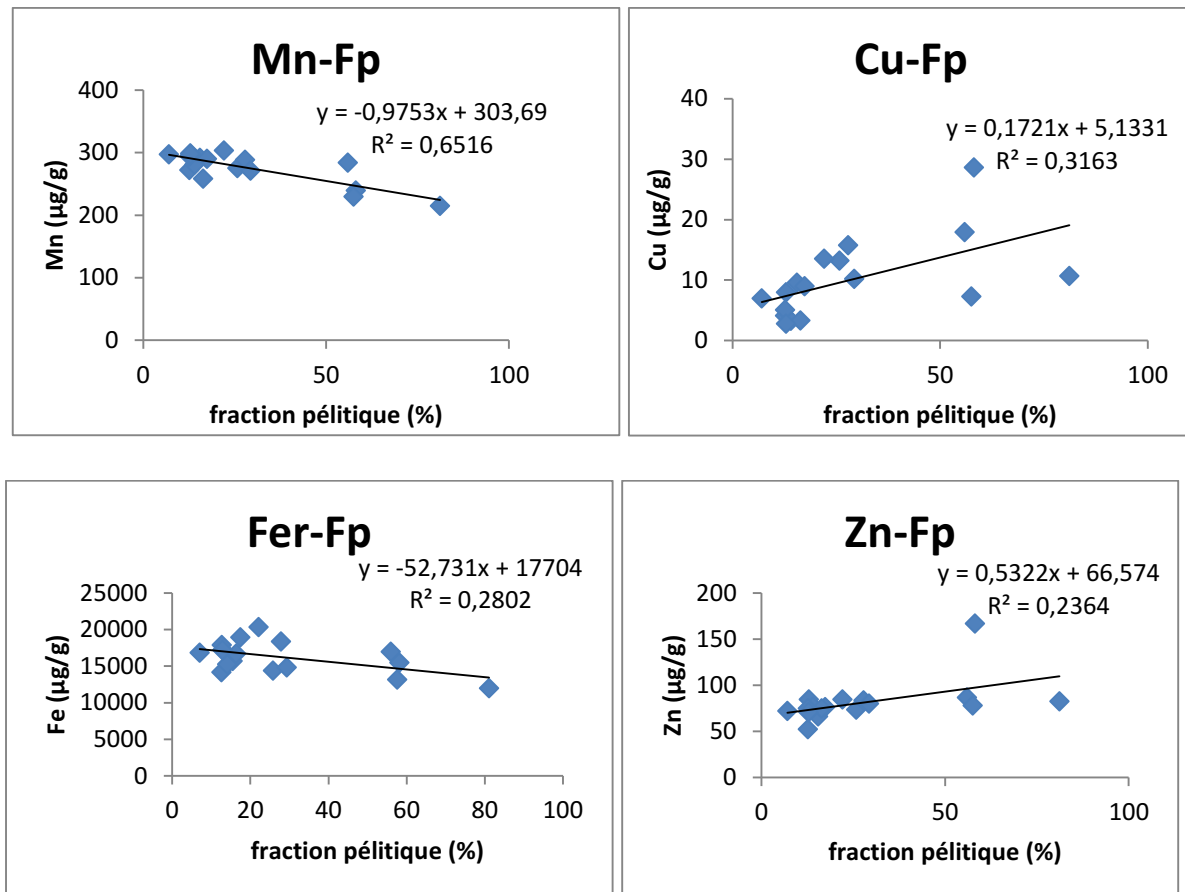 Mn-Fp
y = -0,9753x + 303,69
R² = 0,6516
400
300
200
100
0
0 50 100
Mn (µg/g)
fraction pélitique (%)
Cu-Fp
y = 0,1721x + 5,1331
R² = 0,3163
40
30
20
10
0
0 50 100
Cu (µg/g)
fraction pélitique (%)
Fer-Fp
y = -52,731x + 17704
R² = 0,2802
25000
20000
15000
10000
5000
0
0 20 40 60 80 100
Fe (µg/g)
fraction pélitique (%)
Zn-Fp
y = 0,5322x + 66,574
R² = 0,2364
200
150
100
50
0
0 50 100
Zn (µg/g)
fraction pélitique (%)